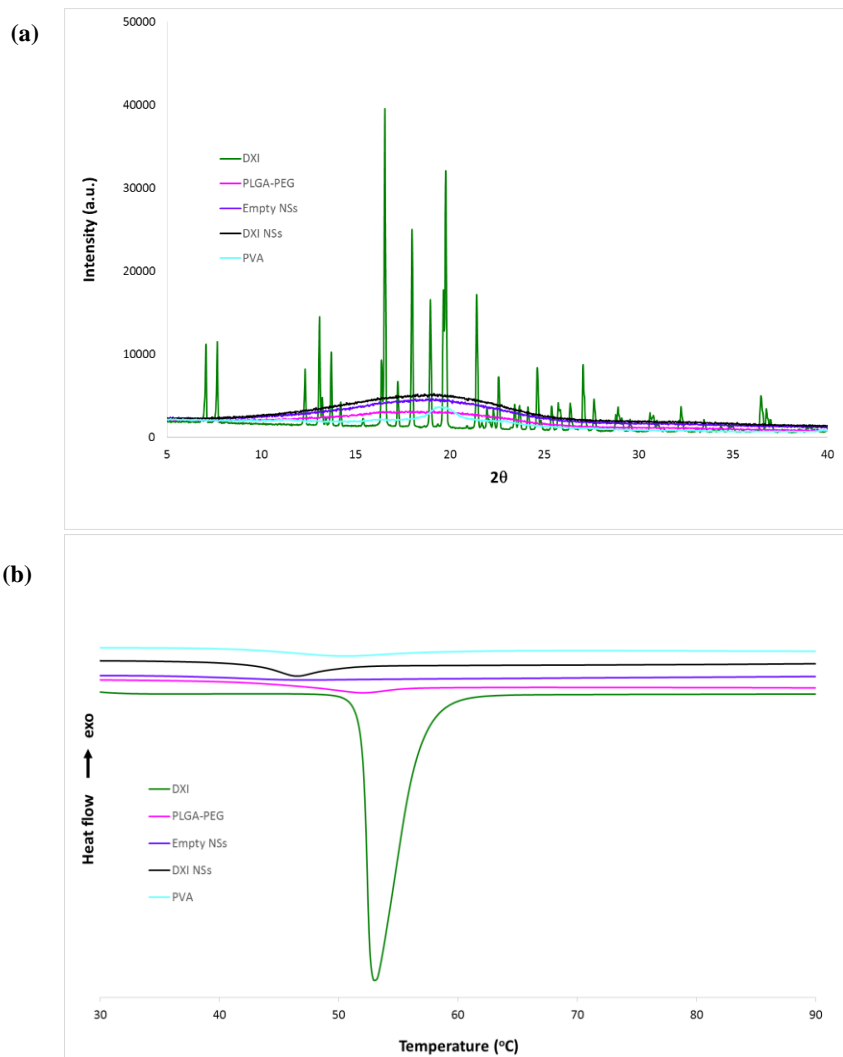 (a)
50000
40000
30000
20000
10000
0
Intensity (a.u.)
DXI
PLGA-PEG
Empty NSs
DXI NSs
PVA
5 10 15 20 25 30 35 40
2θ
(b)
Heat flow → exo
DXI
PLGA-PEG
Empty NSs
DXI NSs
PVA
30 50 60 70 80 90
Temperature (°C)